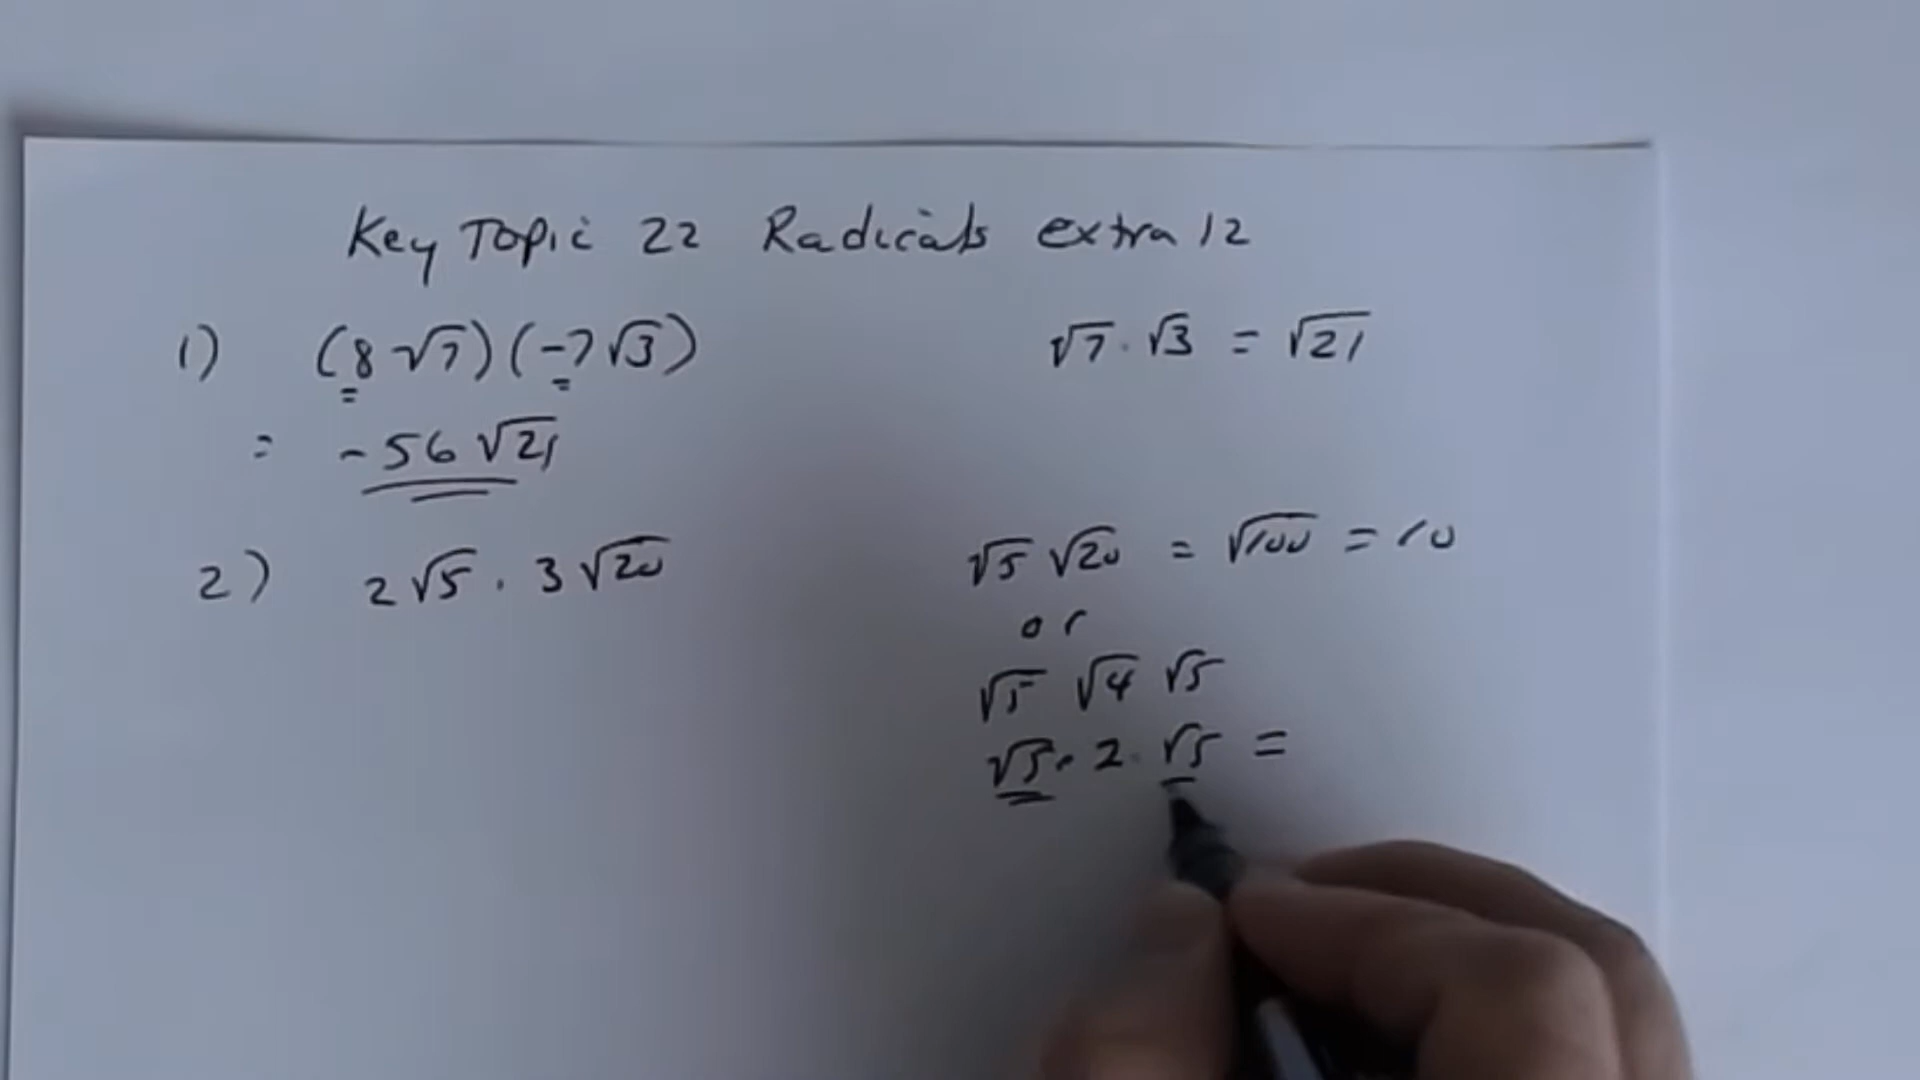 Key Topic 22 Radicals extra 12
1) (8√7)(-7√3) √7 · √3 = √21
= -56√21
2) 2√5 · 3√20 √5 √20 = √100 = 10
or
√5 √4 √5
√5 · 2 · √5 =